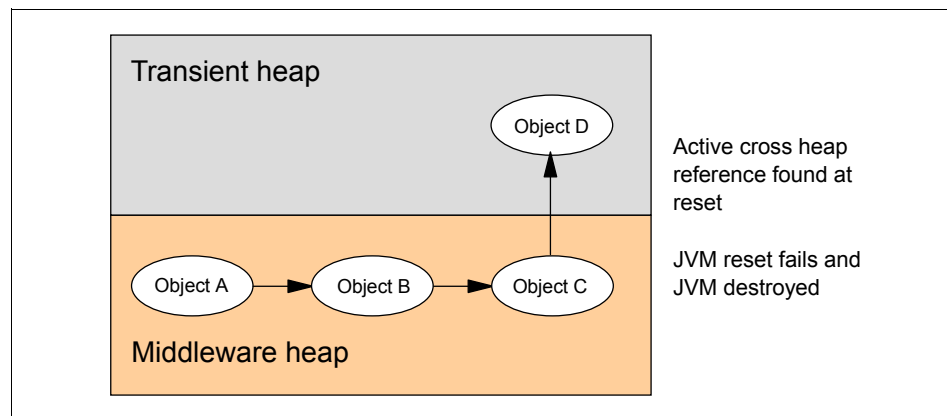 Transient heap
Object D
Active cross heap
reference found at
reset
JVM reset fails and
JVM destroyed
Object A
Object B
Object C
Middleware heap